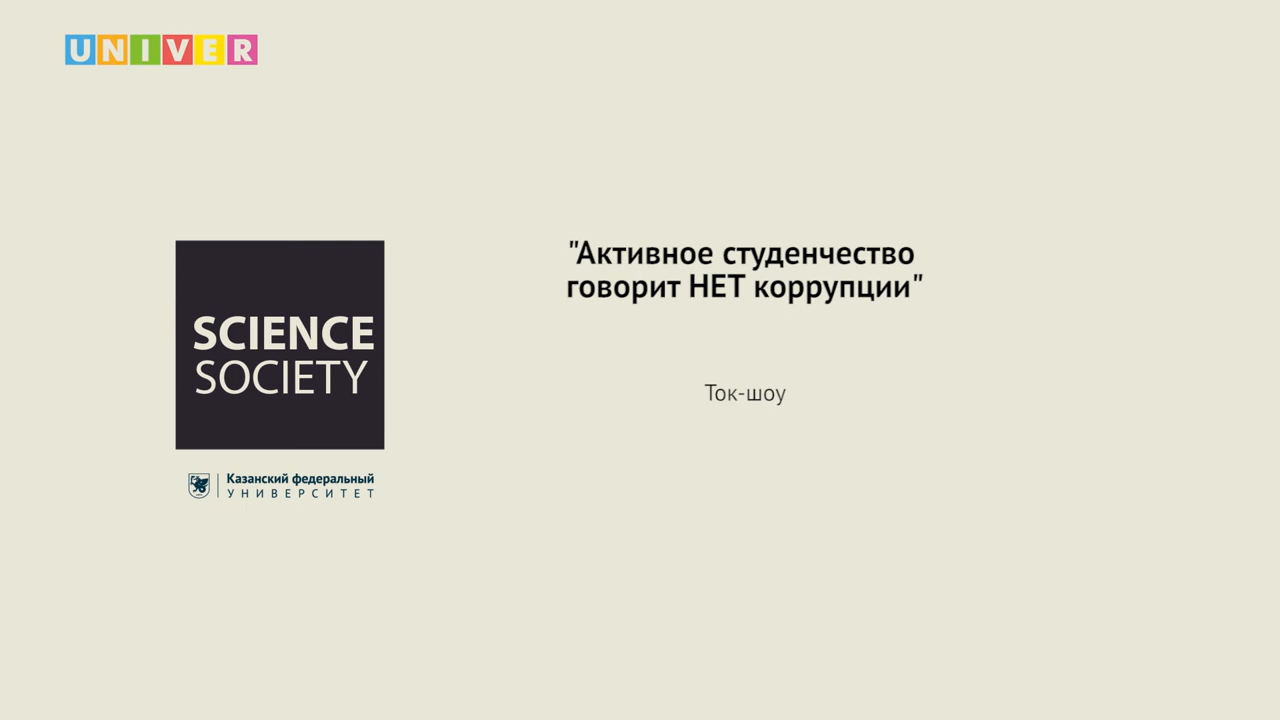 UNIVER
"Активное студенчество
говорит НЕТ коррупции"
SCIENCE
SOCIETY
Ток-шоу
Казанский федеральный
УНИВЕРСИТЕТ